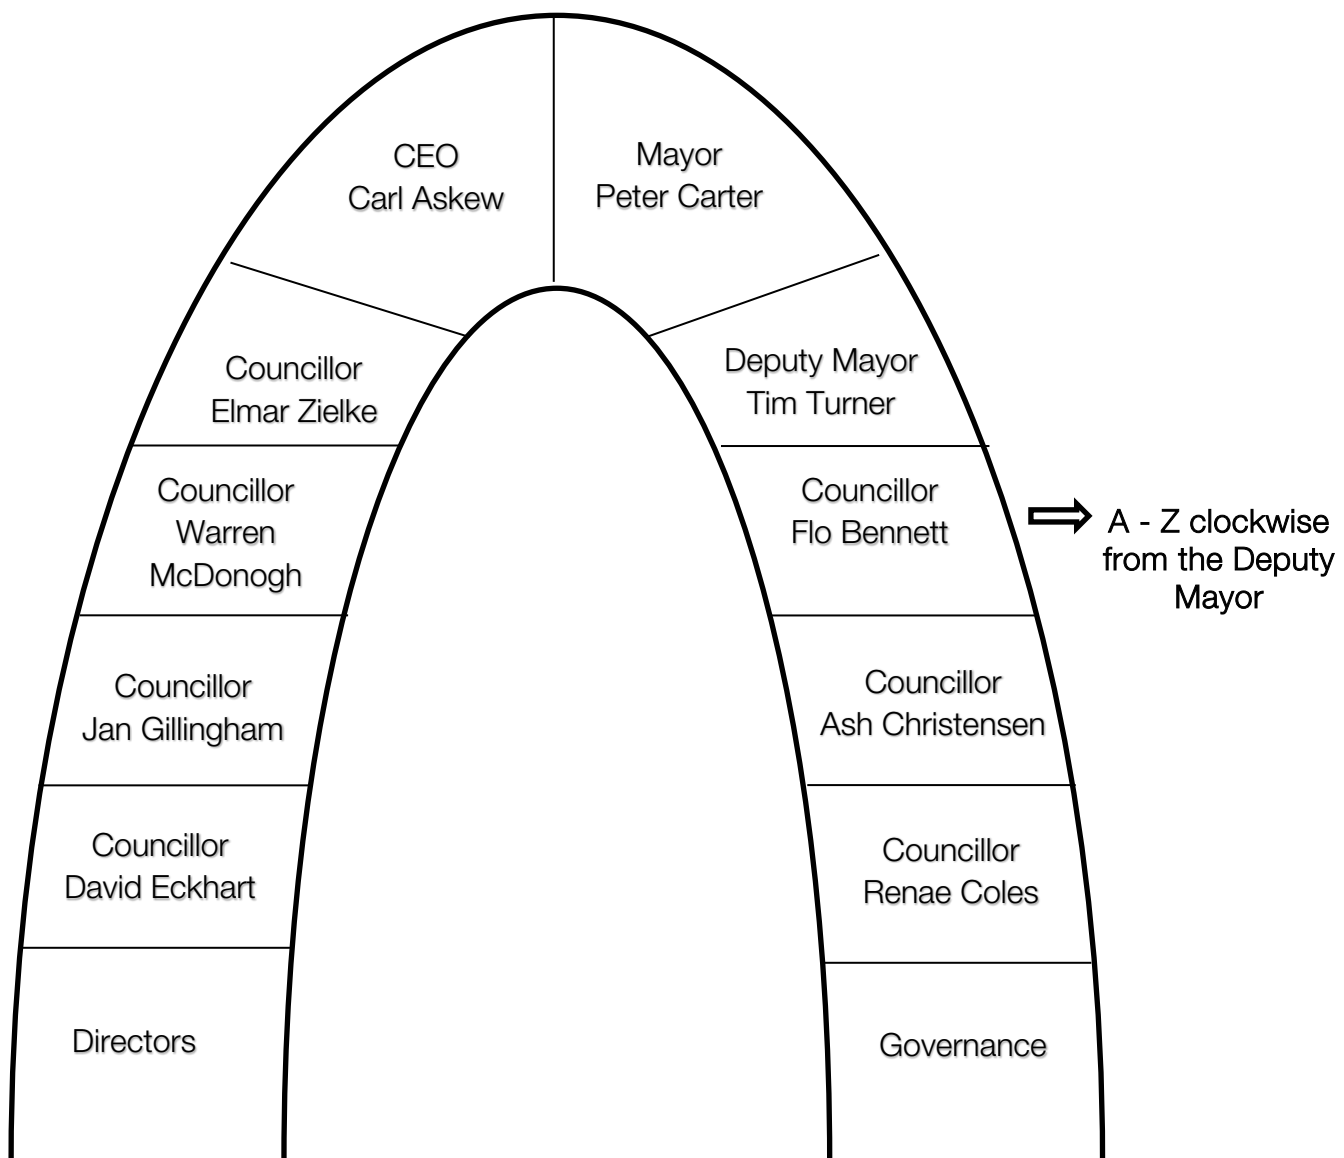 CEO
Carl Askew
Mayor
Peter Carter
Councillor
Elmar Zielke
Deputy Mayor
Tim Turner
Councillor
Warren
McDonogh
Councillor
Flo Bennett
A - Z clockwise
from the Deputy
Mayor
Councillor
Jan Gillingham
Councillor
Ash Christensen
Councillor
David Eckhart
Councillor
Renae Coles
Directors
Governance